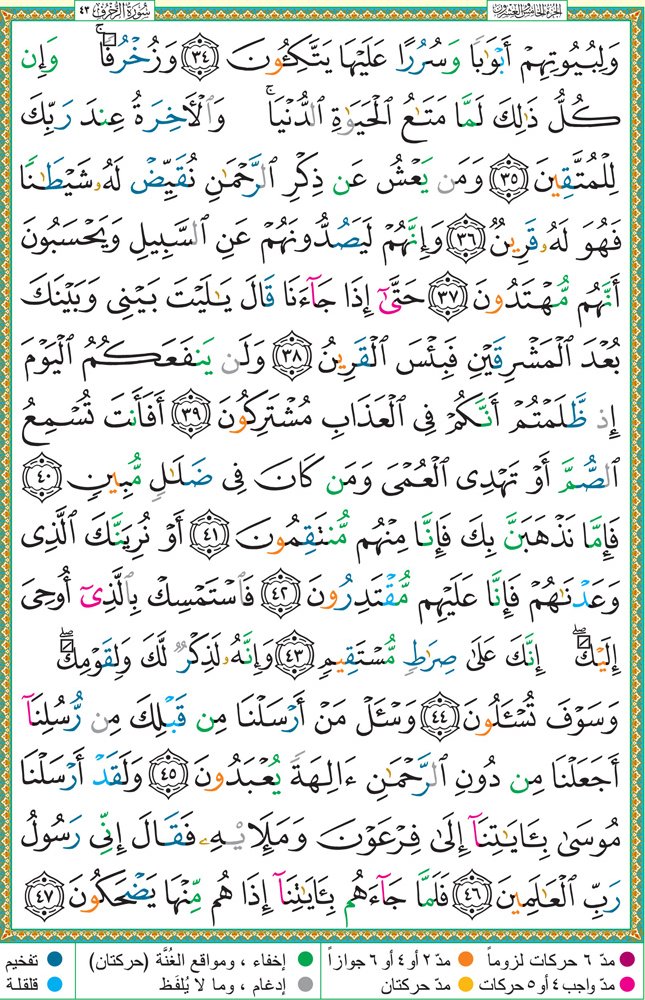 الجزء الخامس والعشرون
سورة الزخرف ٤٣
وَلِبُيُوتِهِمْ أَبْوَٰبًا وَسُرُرًا عَلَيْهَا يَتَّكِـُٔونَ ٣٤ وَزُخْرُفًا ۚ وَإِن
كُلُّ ذَٰلِكَ لَمَّا مَتَـٰعُ ٱلْحَيَوٰةِ ٱلدُّنْيَا ۚ وَٱلْـَٔاخِرَةُ عِندَ رَبِّكَ
لِلْمُتَّقِينَ ٣٥ وَمَن يَعْشُ عَن ذِكْرِ ٱلرَّحْمَـٰنِ نُقَيِّضْ لَهُۥ شَيْطَـٰنًا
فَهُوَ لَهُۥ قَرِينٌ ٣٦ وَإِنَّهُمْ لَيَصُدُّونَهُمْ عَنِ ٱلسَّبِيلِ وَيَحْسَبُونَ
أَنَّهُم مُّهْتَدُونَ ٣٧ حَتَّىٰٓ إِذَا جَآءَنَا قَالَ يَـٰلَيْتَ بَيْنِى وَبَيْنَكَ
بُعْدَ ٱلْمَشْرِقَيْنِ فَبِئْسَ ٱلْقَرِينُ ٣٨ وَلَن يَنفَعَكُمُ ٱلْيَوْمَ
إِذ ظَّلَمْتُمْ أَنَّكُمْ فِى ٱلْعَذَابِ مُشْتَرِكُونَ ٣٩ أَفَأَنتَ تُسْمِعُ
ٱلصُّمَّ أَوْ تَهْدِى ٱلْعُمْىَ وَمَن كَانَ فِى ضَلَـٰلٍ مُّبِينٍ ٤٠
فَإِمَّا نَذْهَبَنَّ بِكَ فَإِنَّا مِنْهُم مُّنتَقِمُونَ ٤١ أَوْ نُرِيَنَّكَ ٱلَّذِى
وَعَدْنَـٰهُمْ فَإِنَّا عَلَيْهِم مُّقْتَدِرُونَ ٤٢ فَٱسْتَمْسِكْ بِٱلَّذِىٓ أُوحِىَ
إِلَيْكَ ۖ إِنَّكَ عَلَىٰ صِرَٰطٍ مُّسْتَقِيمٍ ٤٣ وَإِنَّهُۥ لَذِكْرٌ لَّكَ وَلِقَوْمِكَ ۖ
وَسَوْفَ تُسْـَٔلُونَ ٤٤ وَسْـَٔلْ مَنْ أَرْسَلْنَا مِن قَبْلِكَ مِن رُّسُلِنَآ
أَجَعَلْنَا مِن دُونِ ٱلرَّحْمَـٰنِ ءَالِهَةً يُعْبَدُونَ ٤٥ وَلَقَدْ أَرْسَلْنَا
مُوسَىٰ بِـَٔايَـٰتِنَآ إِلَىٰ فِرْعَوْنَ وَمَلَإِي۟هِۦ فَقَالَ إِنِّى رَسُولُ
رَبِّ ٱلْعَـٰلَمِينَ ٤٦ فَلَمَّا جَآءَهُم بِـَٔايَـٰتِنَآ إِذَا هُم مِّنْهَا يَضْحَكُونَ ٤٧
مدّ ٦ حركات لزوماً مدّ ٢ أو ٤ أو ٦ جوازاً إخفاء ، ومواقع الغُنَّة (حركتان) تفخيم
مدّ واجب ٤ أو ٥ حركات مدّ حركتان إدغام ، وما لا يُلفَظ قلقلة